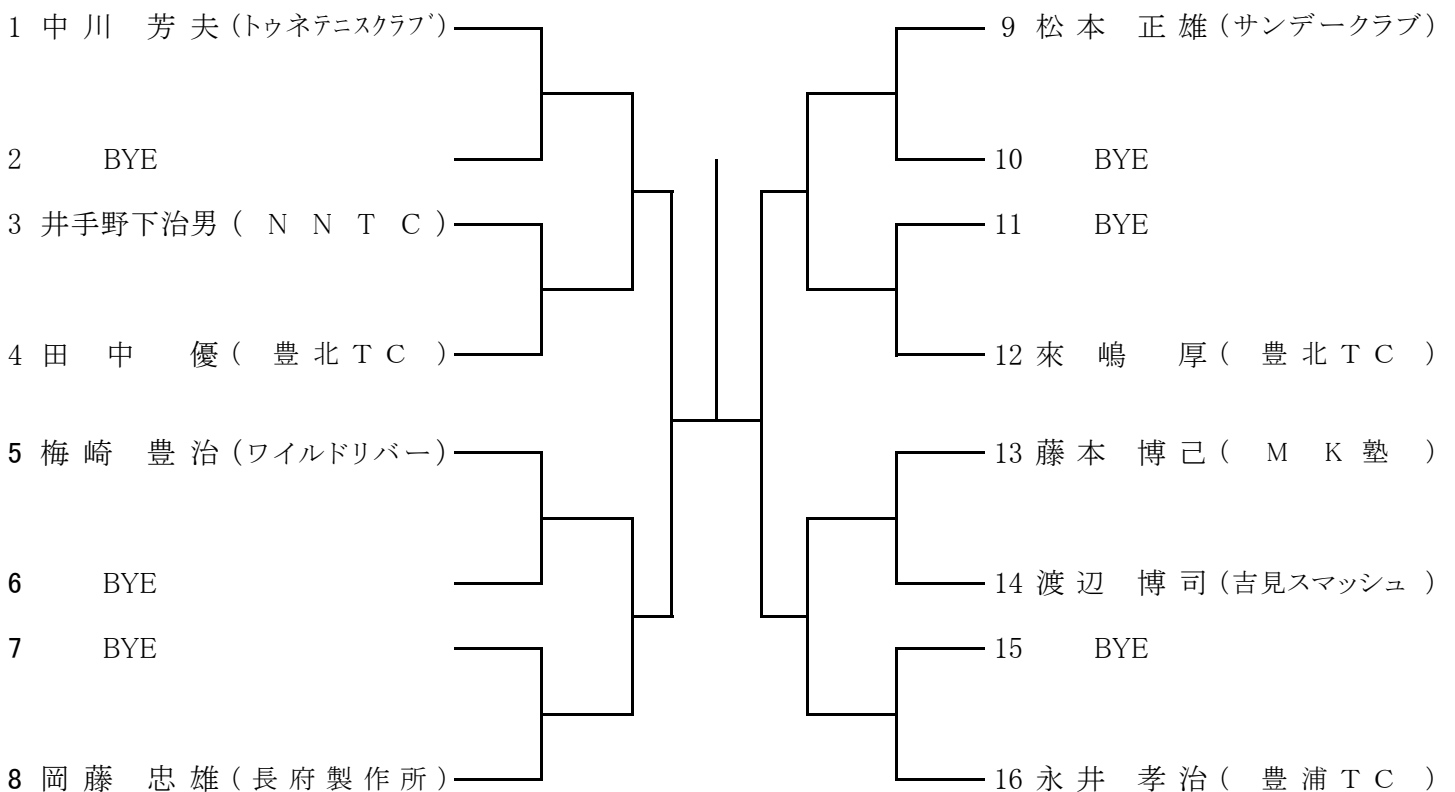 1 中川 芳夫(トゥネテニスクラブ)
2 BYE
3 井手野下治男(NNTC)
4 田中 優(豊北TC)
5 梅崎 豊治(ワイルドリバー)
6 BYE
7 BYE
8 岡藤 忠雄(長府製作所)
9 松本 正雄(サンデークラブ)
10 BYE
11 BYE
12 來嶋 厚(豊北TC)
13 藤本 博己(MK塾)
14 渡辺 博司(吉見スマッシュ)
15 BYE
16 永井 孝治(豊浦TC)